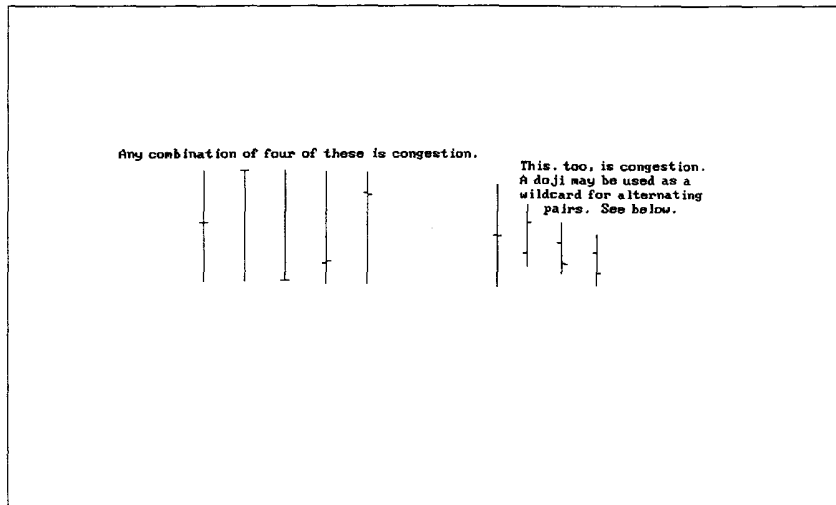 Any combination of four of these is congestion.
This, too, is congestion.
A doji may be used as a
wildcard for alternating
pairs. See below.